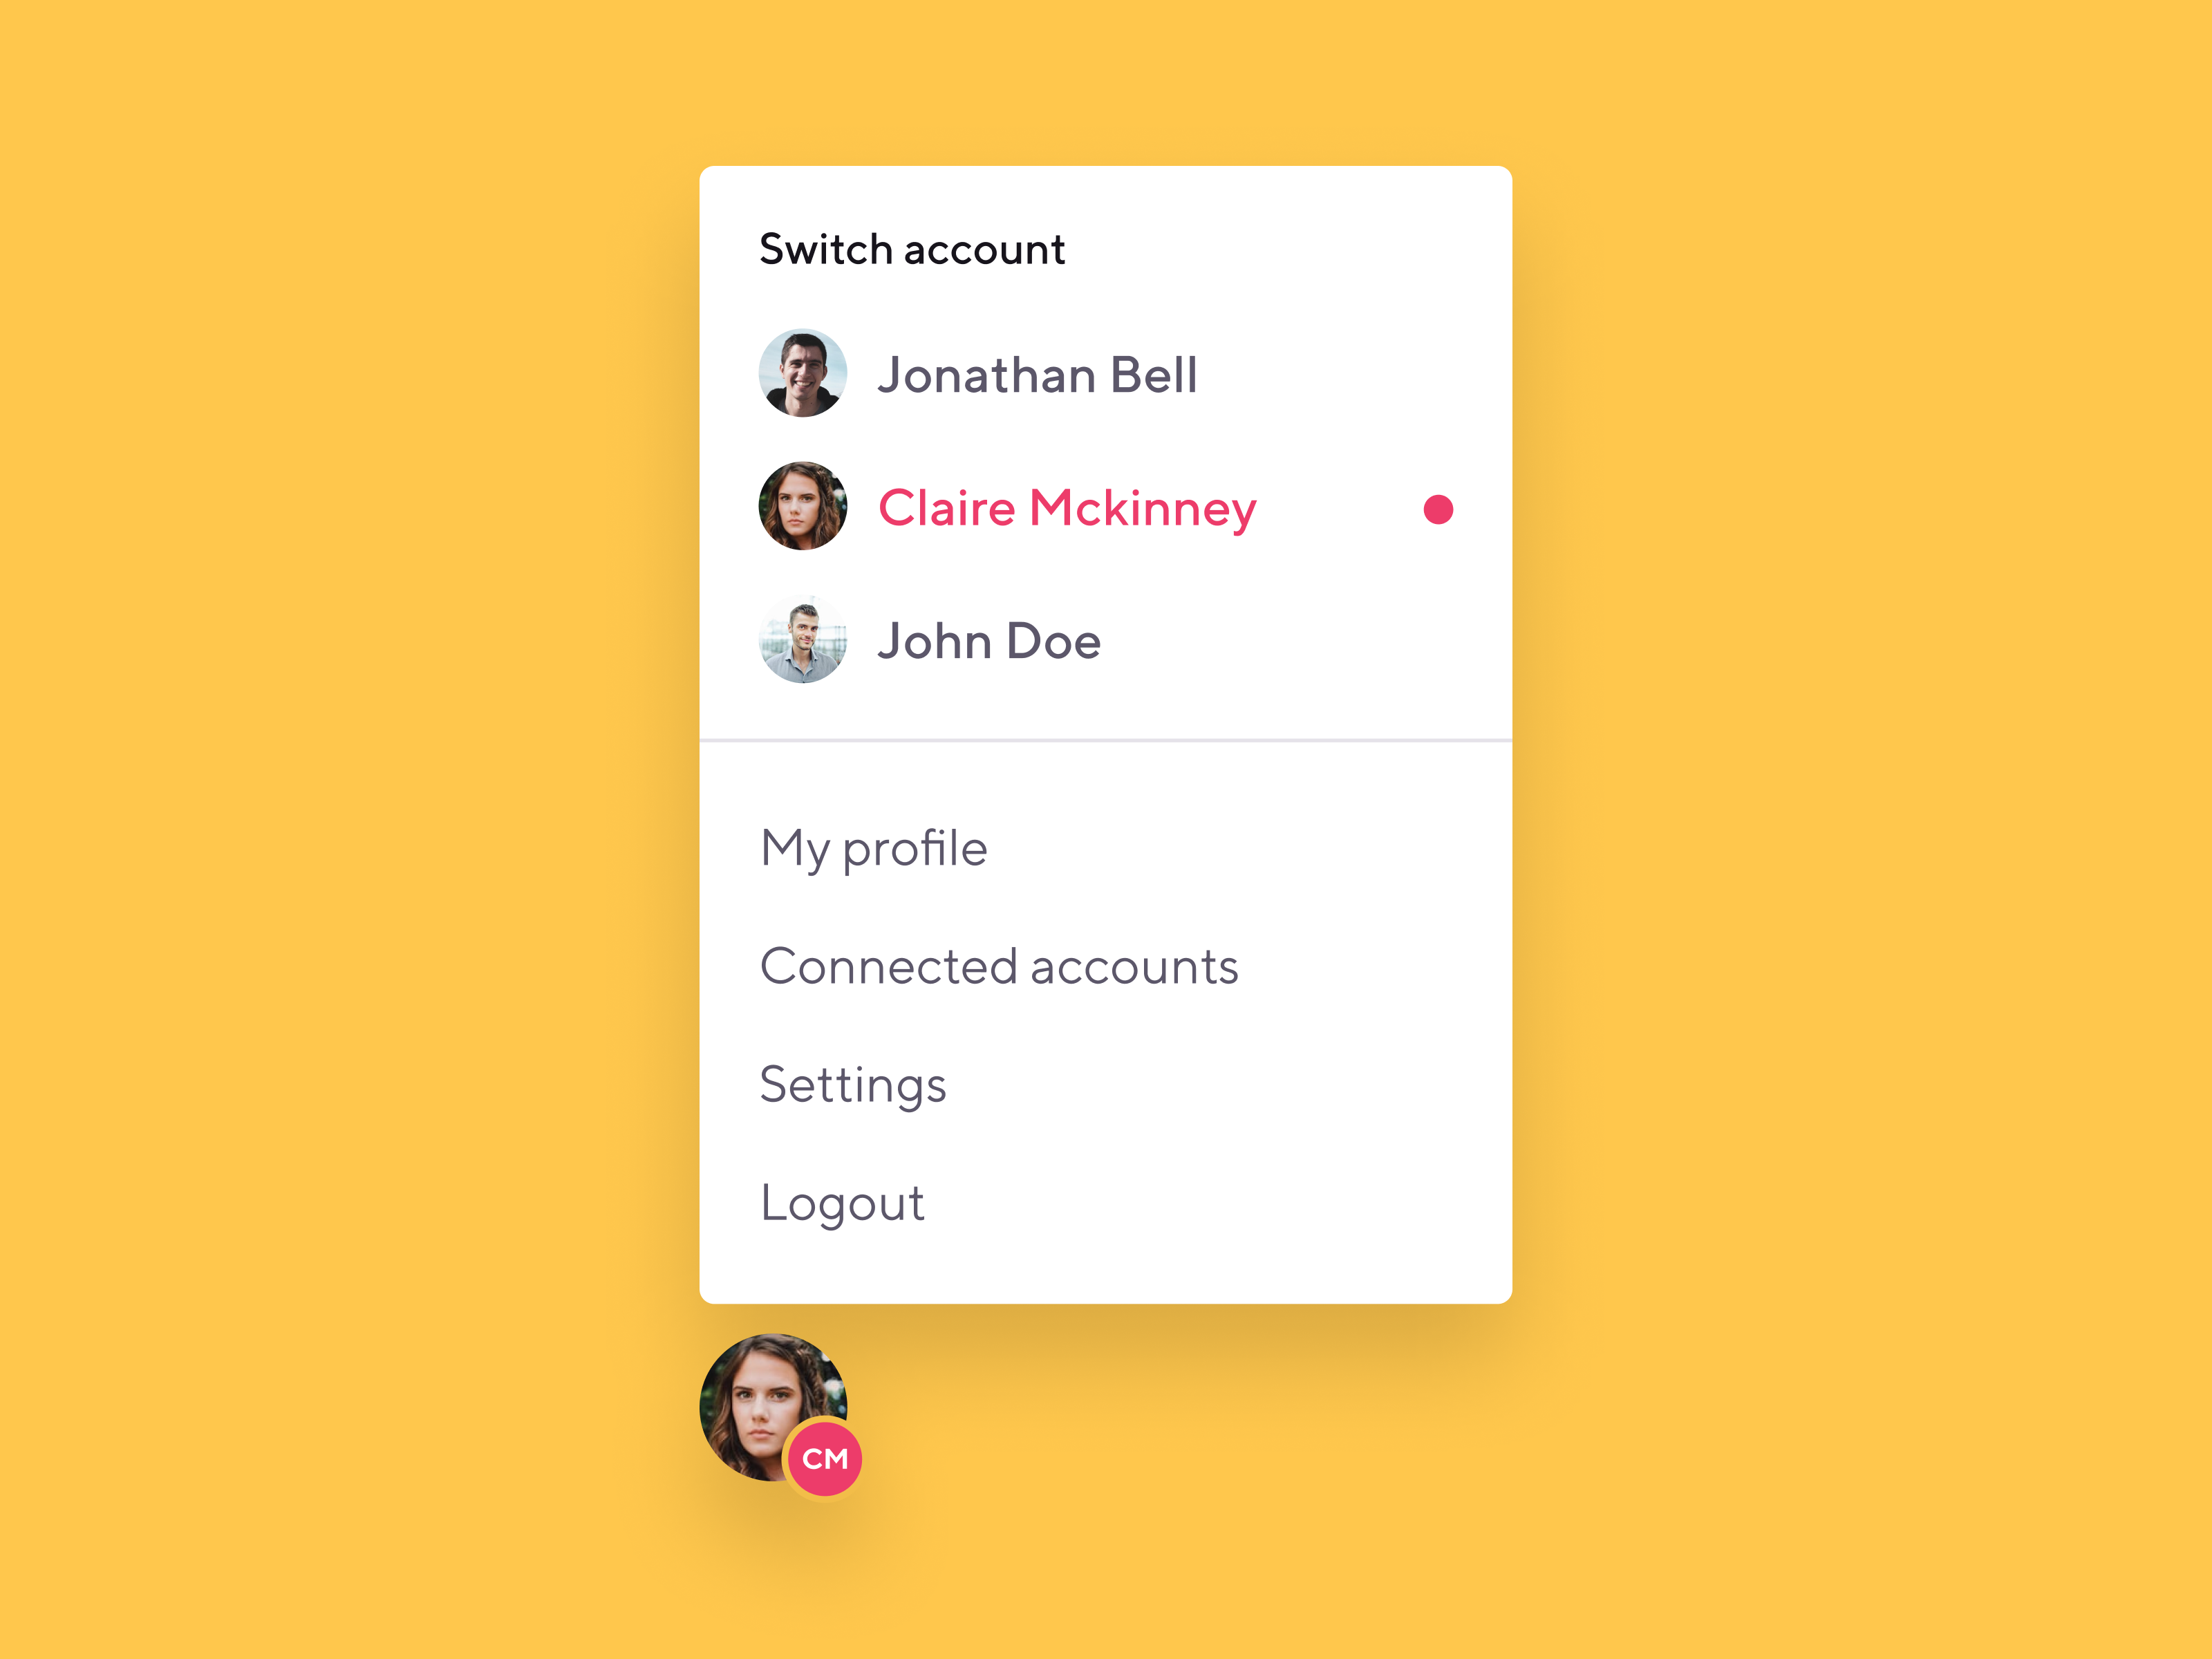 Switch account
Jonathan Bell
Claire Mckinney
John Doe
My profile
Connected accounts
Settings
Logout
CM